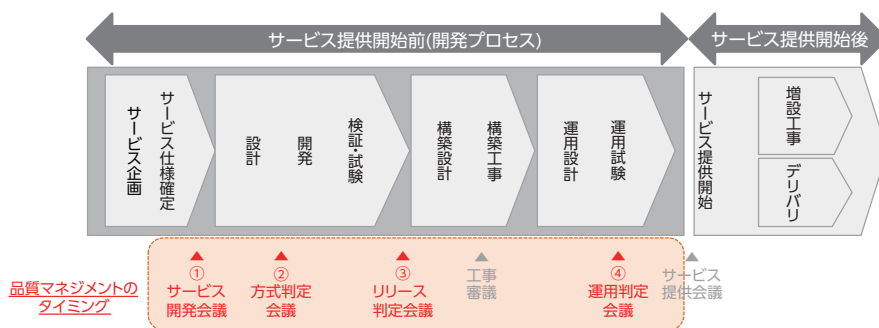 サービス提供開始前(開発プロセス)
サービス提供開始後
サービス企画
サービス仕様確定
設計
開発
検証・試験
構築設計
構築工事
運用設計
運用試験
サービス提供開始
増設工事
デリバリ
品質マネジメントの
タイミング
①
サービス
開発会議
②
方式判定
会議
③
リリース
判定会議
工事
審議
④
運用判定
会議
サービス
提供会議